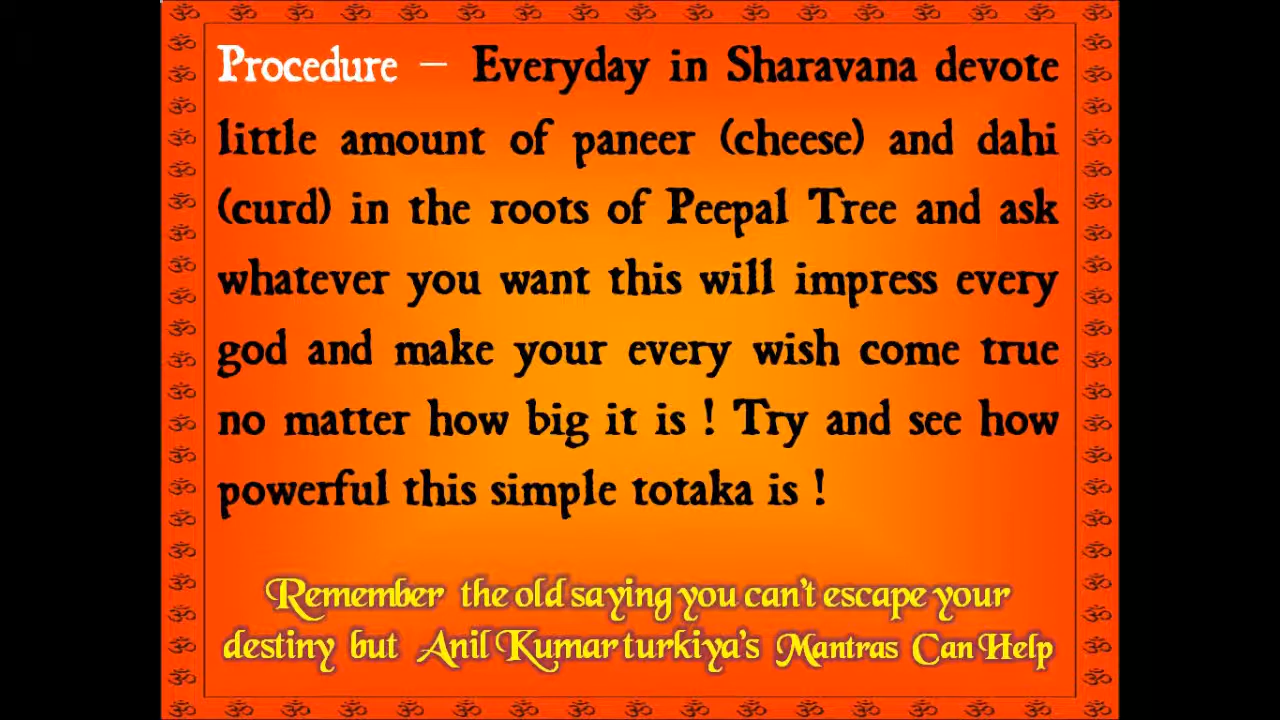 Procedure – Everyday in Sharavana devote
little amount of paneer (cheese) and dahi
(curd) in the roots of Peepal Tree and ask
whatever you want this will impress every
god and make your every wish come true
no matter how big it is ! Try and see how
powerful this simple totaka is !
Remember the old saying you can't escape your
destiny but Anil Kumar turkiya's Mantras Can Help